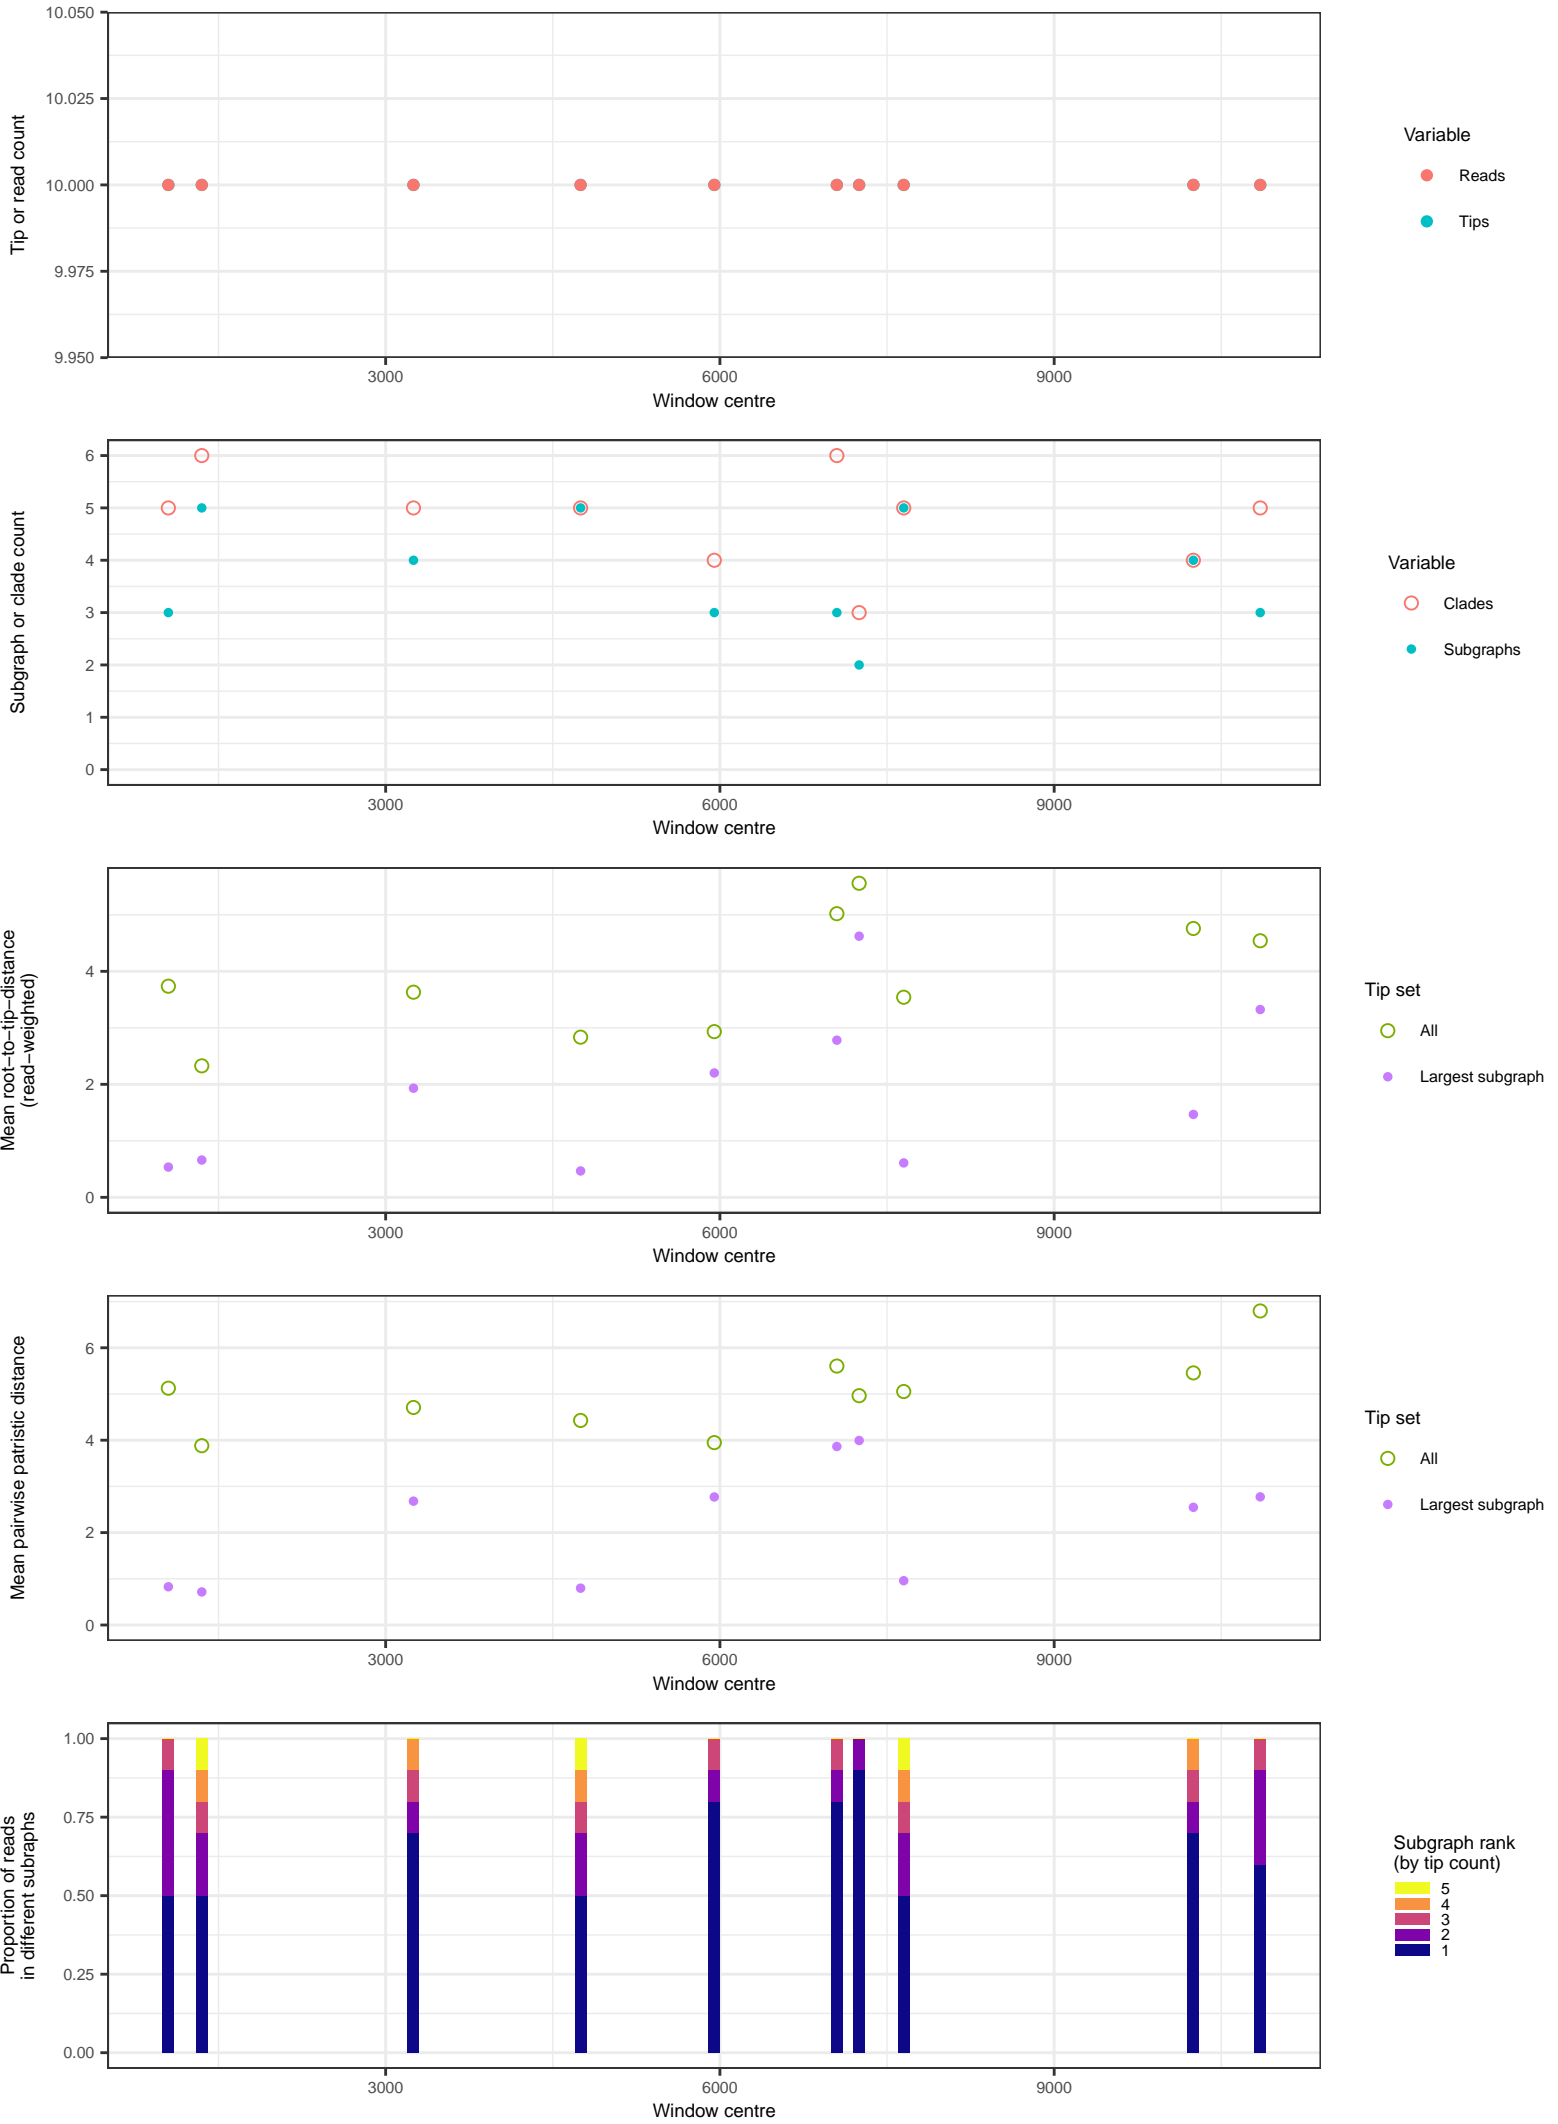 10.050
10.025
10.000
9.975
9.950
Tip or read count
3000
6000
9000
Window centre
Variable
Reads
Tips
6
5
4
3
2
1
0
Subgraph or clade count
3000
6000
9000
Window centre
Variable
Clades
Subgraphs
4
2
0
Mean root−to−tip−distance
(read−weighted)
3000
6000
9000
Window centre
Tip set
All
Largest subgraph
6
4
2
0
Mean pairwise patristic distance
3000
6000
9000
Window centre
Tip set
All
Largest subgraph
1.00
0.75
0.50
0.25
0.00
Proportion of reads
in different subraphs
3000
6000
9000
Window centre
Subgraph rank
(by tip count)
5
4
3
2
1